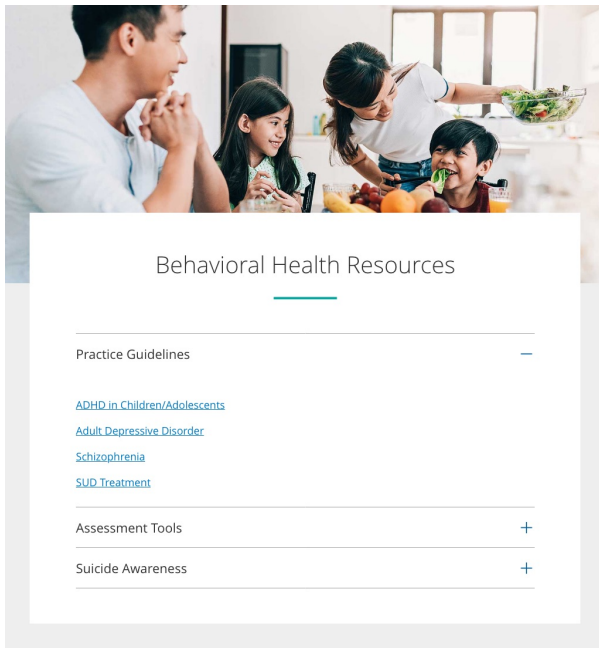 Behavioral Health Resources
Practice Guidelines
ADHD in Children/Adolescents
Adult Depressive Disorder
Schizophrenia
SUD Treatment
Assessment Tools
Suicide Awareness